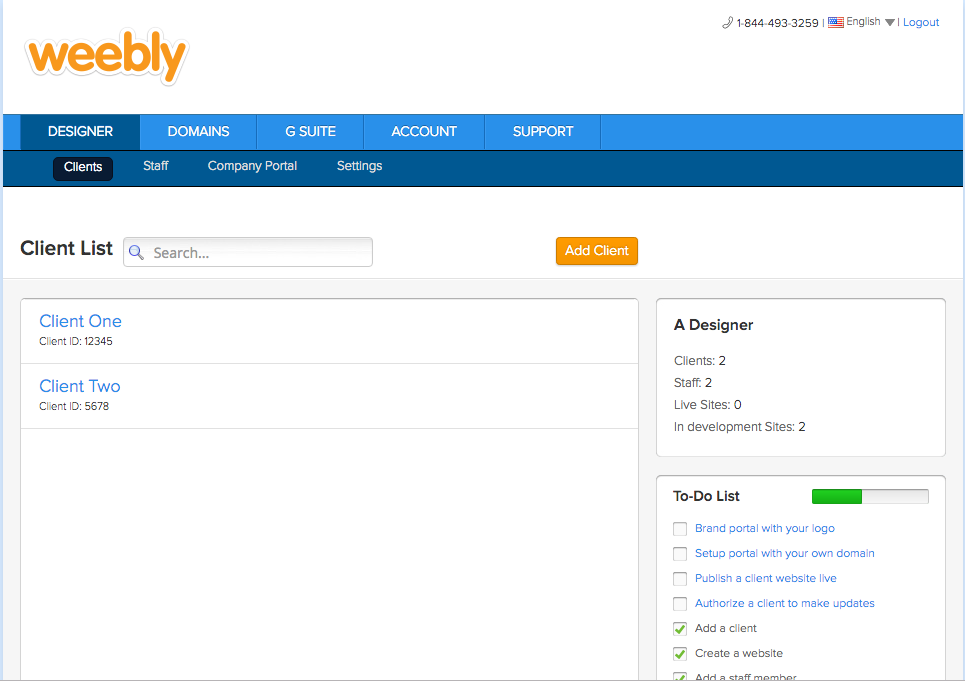 1-844-493-3259 | English | Logout
weebly
DESIGNER DOMAINS G SUITE ACCOUNT SUPPORT
Clients Staff Company Portal Settings
Client List Search... Add Client
Client One
Client ID: 12345
Client Two
Client ID: 5678
A Designer
Clients: 2
Staff: 2
Live Sites: 0
In development Sites: 2
To-Do List
Brand portal with your logo
Setup portal with your own domain
Publish a client website live
Authorize a client to make updates
Add a client
Create a website
Add a staff member